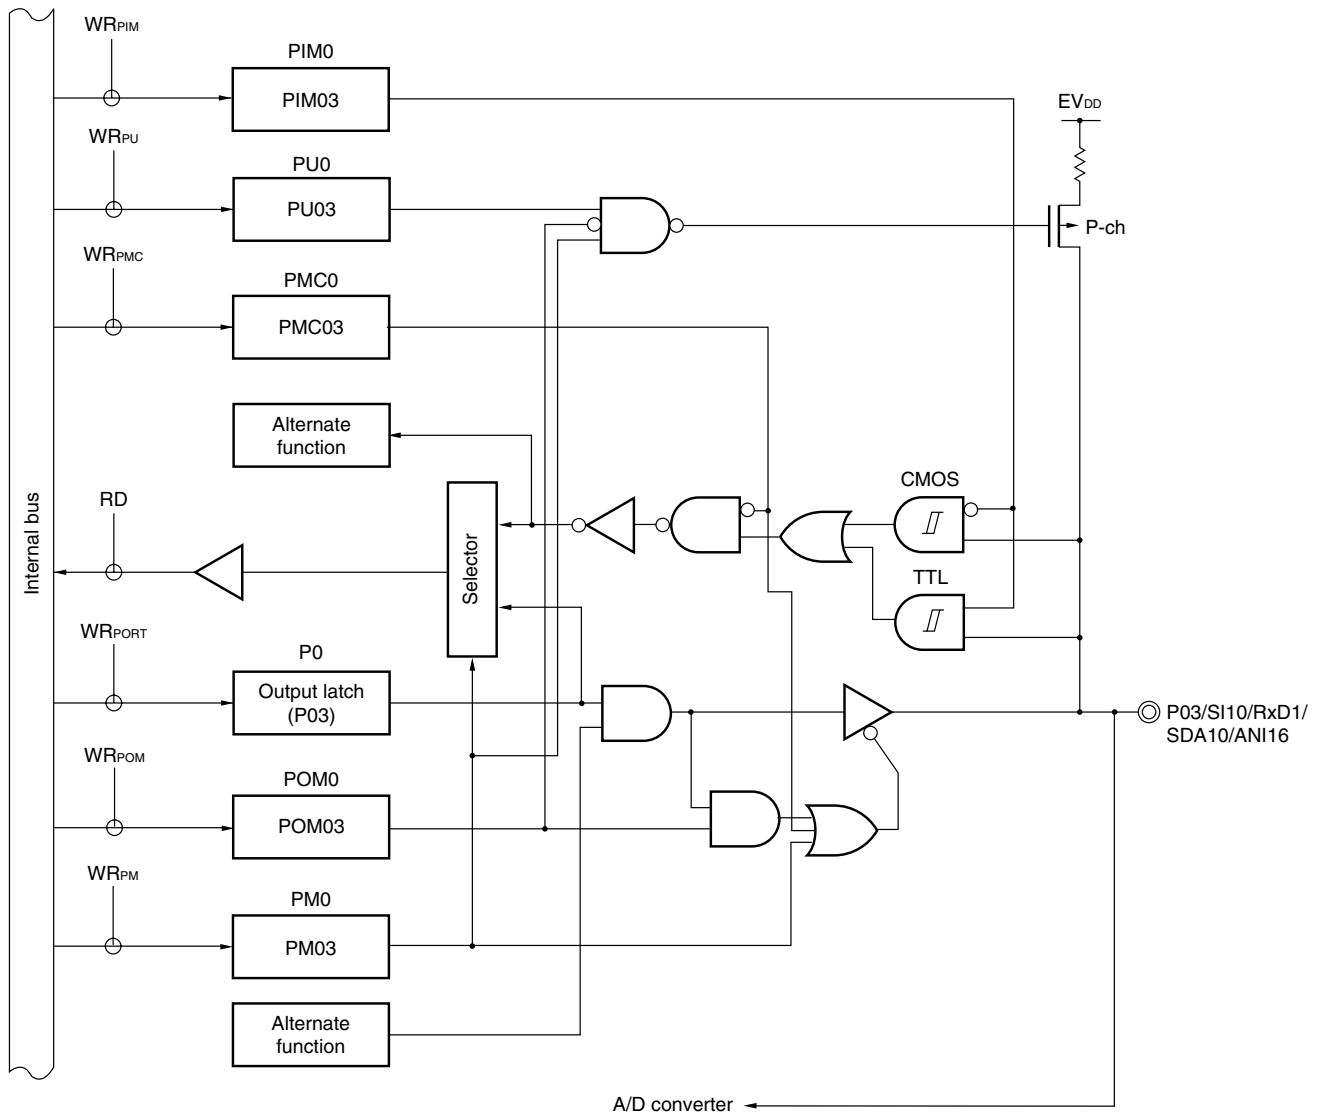 WRPIM
PIM0
PIM03
EVDD
WRPU
PU0
PU03
P-ch
WRPMC
PMC0
PMC03
Alternate
function
CMOS
RD
Internal bus
Selector
TTL
WRPORT
P0
Output latch
(P03)
P03/SI10/RxD1/
SDA10/ANI16
WRPOM
POM0
POM03
WRPM
PM0
PM03
Alternate
function
A/D converter